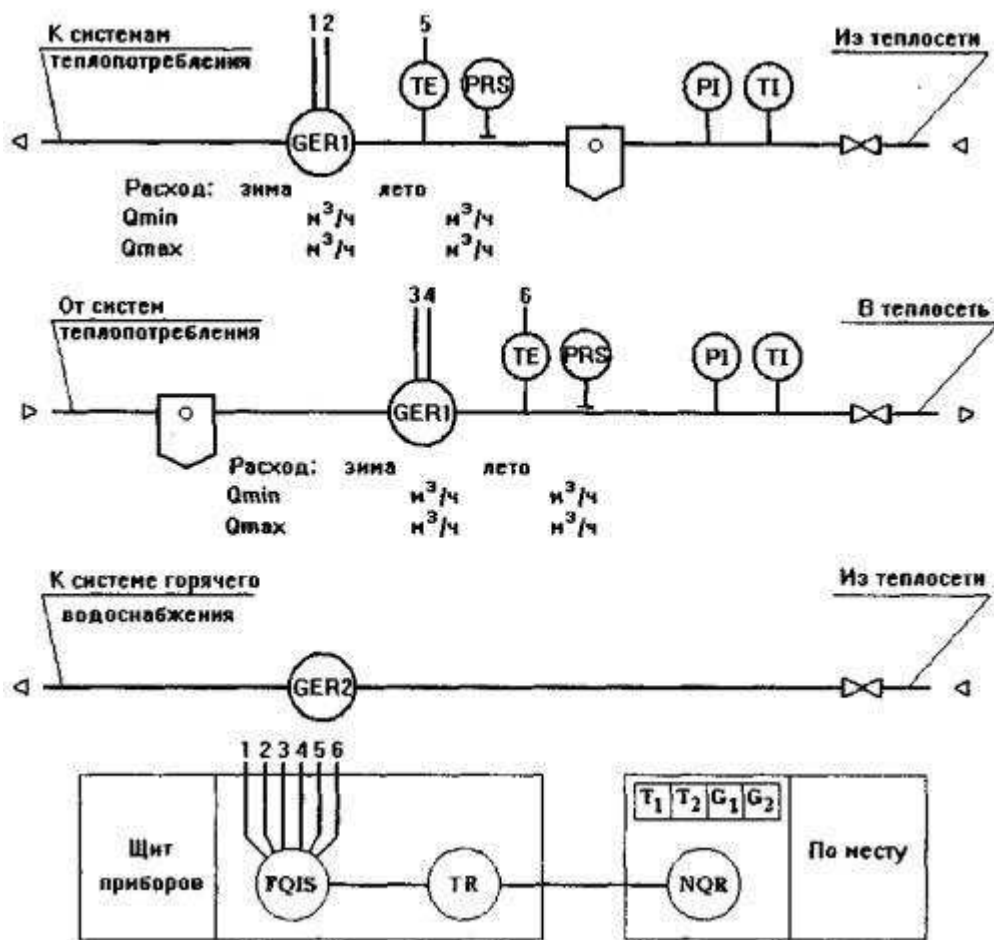 1 2
5
К системам
теплопотребления
Из теплосети
TE
PRS
PI
TI
GER1
Расход: зима лето
Qmin м³/ч м³/ч
Qmax м³/ч м³/ч
3 4
6
От систем
теплопотребления
В теплосеть
TE
PRS
PI
TI
GER1
Расход: зима лето
Qmin м³/ч м³/ч
Qmax м³/ч м³/ч
К системе горячего
водоснабжения
Из теплосети
GER2
1 2 3 4 5 6
T₁ T₂ G₁ G₂
Щит
приборов
FQIS
TR
NQR
По месту